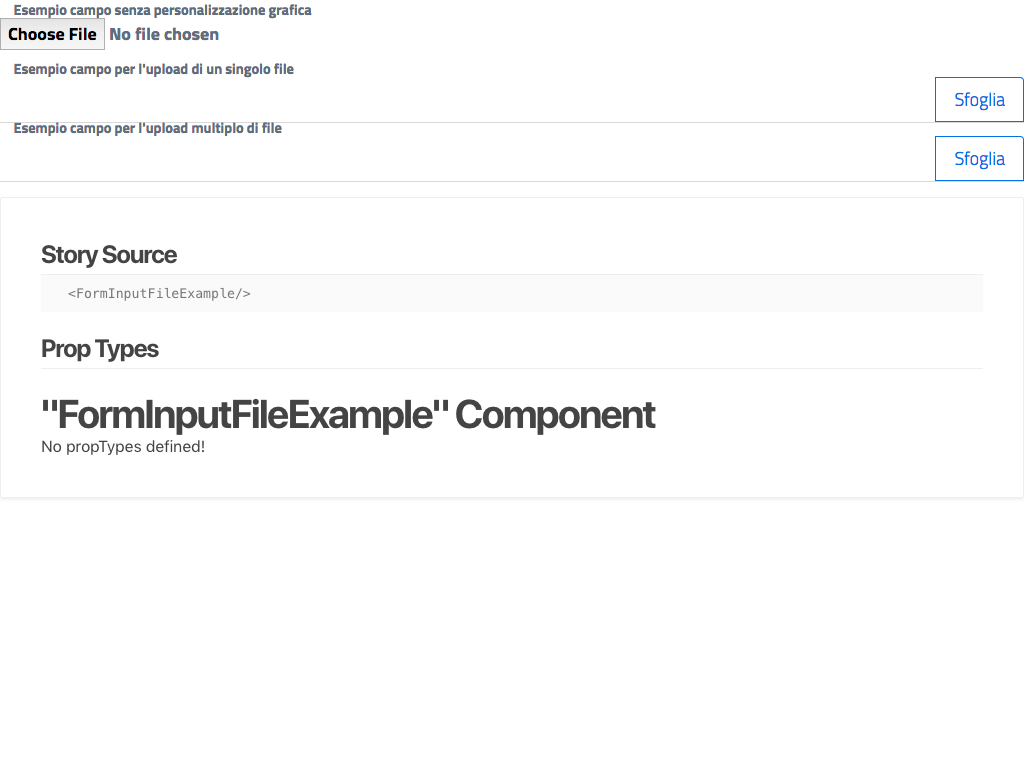 Esempio campo senza personalizzazione grafica
Choose File No file chosen
Esempio campo per l'upload di un singolo file
Sfoglia
Esempio campo per l'upload multiplo di file
Sfoglia
Story Source
<FormInputFileExample/>
Prop Types
"FormInputFileExample" Component
No propTypes defined!